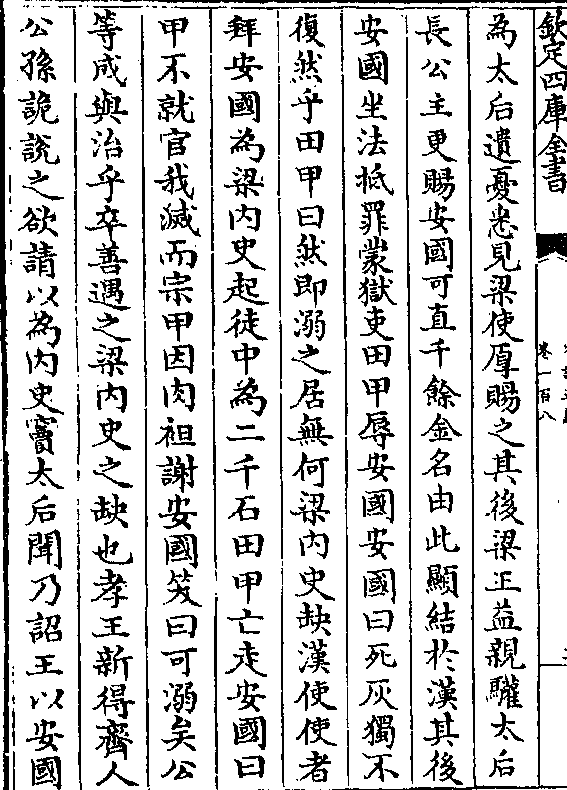 欽定四庫全書
卷一百八
為太后遺憂悉見梁使厚賜之其後梁王益親驩太后
長公主更賜安國可直千餘金名由此顯結於漢其後
安國坐法抵罪蒙獄吏田甲辱安國安國曰死灰獨不
復然乎田甲曰然即溺之居無何梁内史缺漢使使者
拜安國為梁内史起徒中為二千石田甲亡走安國曰
甲不就官我滅而宗甲因肉袒謝安國笑曰可溺矣公
等成與治乎卒善遇之梁内史之缺也孝王新得齊人
公孫詭說之欲請以為内史竇太后聞乃詔王以安國